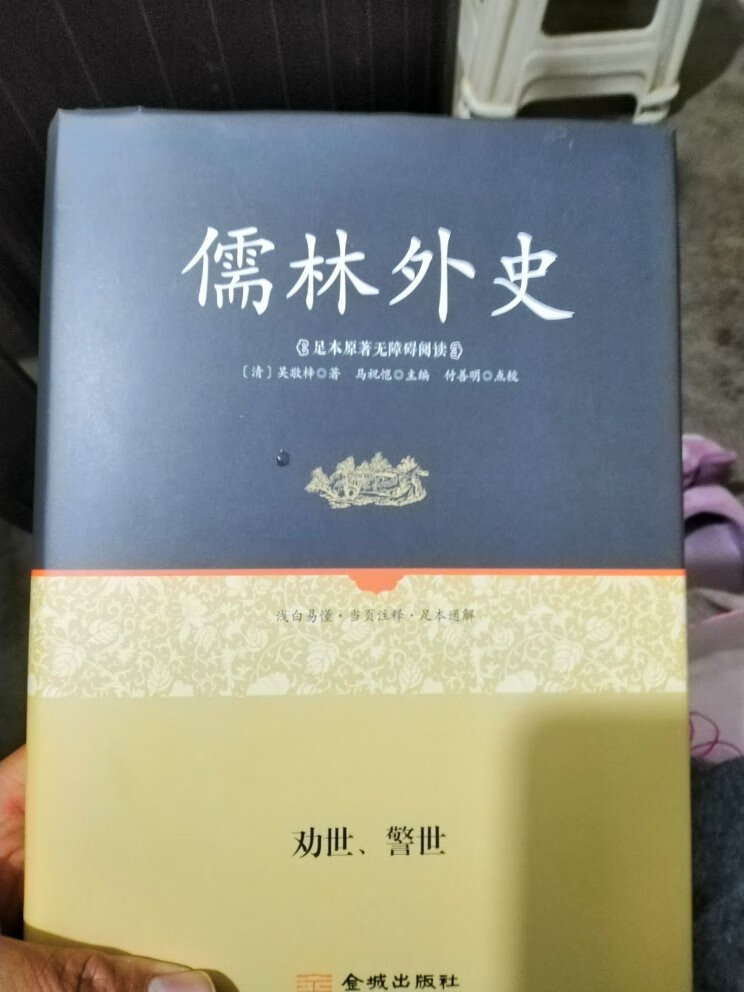 儒林外史
足本原著无障碍阅读
［清］吴敬梓◎著 马祝恺◎主编 付善明◎点校
浅白易懂·当页注释·足本通解
劝世、警世
金城出版社